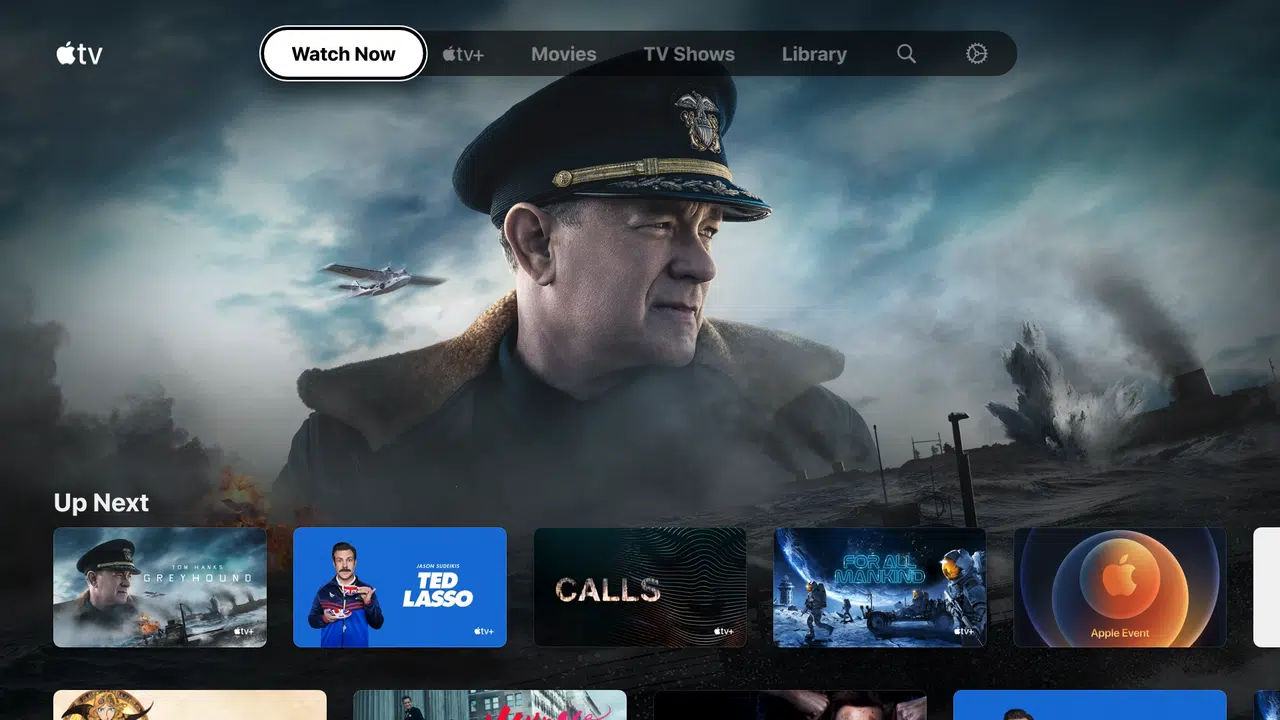 tv
Watch Now
tv+
Movies
TV Shows
Library
Up Next
TOM HANKS
GREYHOUND
tv+
JASON SUDEIKIS
TED
LASSO
tv+
CALLS
tv+
FOR ALL
MANKIND
tv+
Apple Event